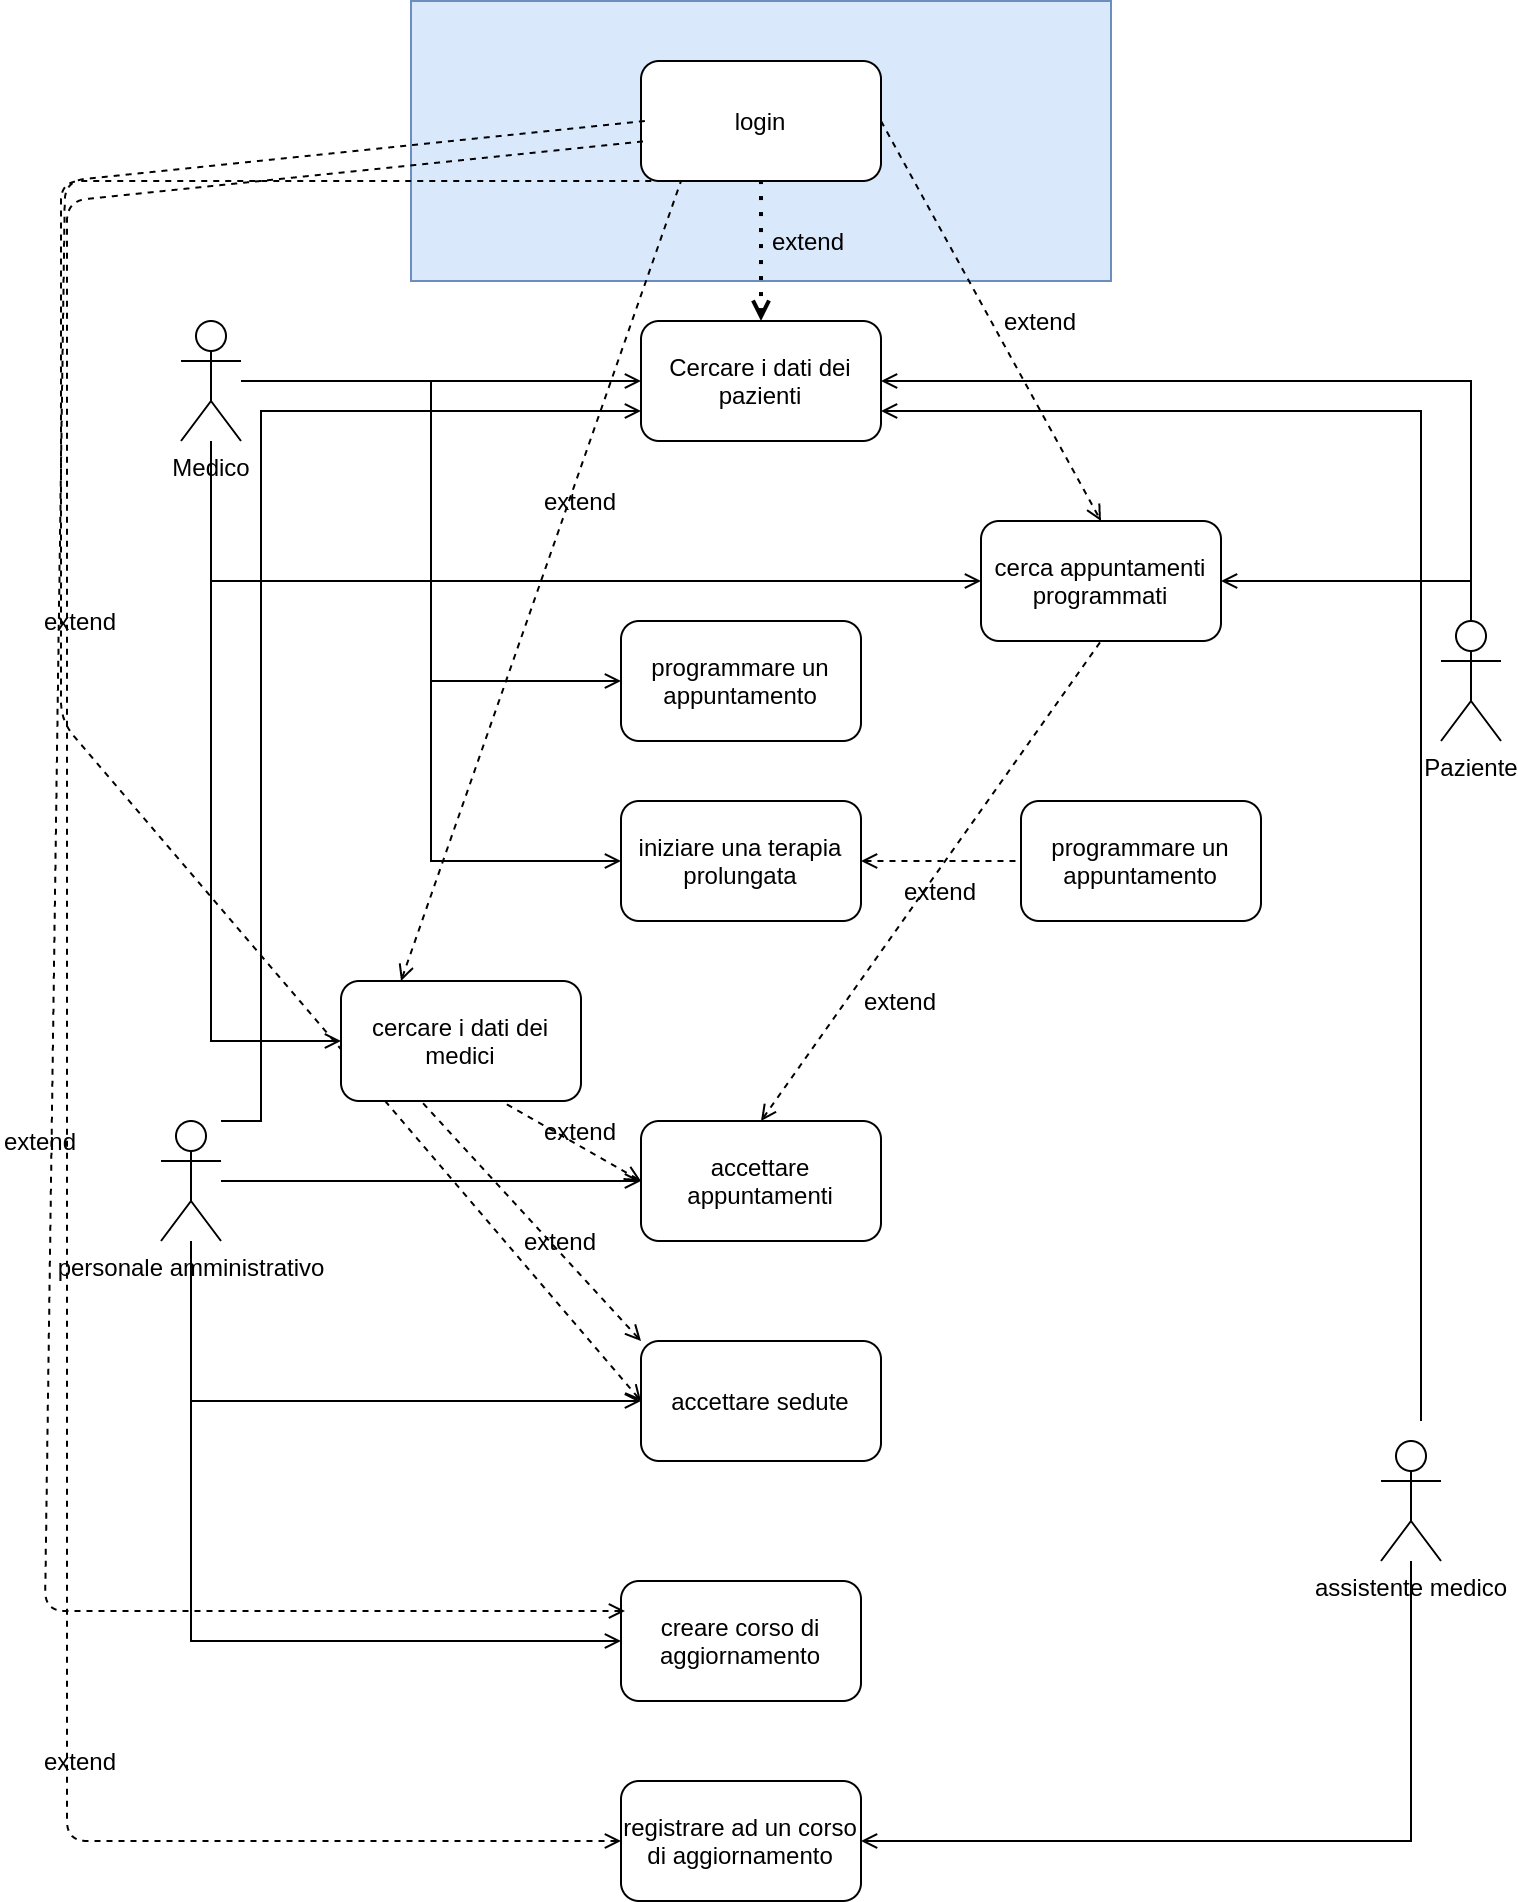 login
extend
extend
Cercare i dati dei
pazienti
Medico
extend
cerca appuntamenti
programmati
extend
programmare un
appuntamento
Paziente
iniziare una terapia
prolungata
programmare un
appuntamento
extend
extend
cercare i dati dei
medici
extend
extend
accettare
appuntamenti
extend
personale amministrativo
accettare sedute
assistente medico
creare corso di
aggiornamento
extend
registrare ad un corso
di aggiornamento